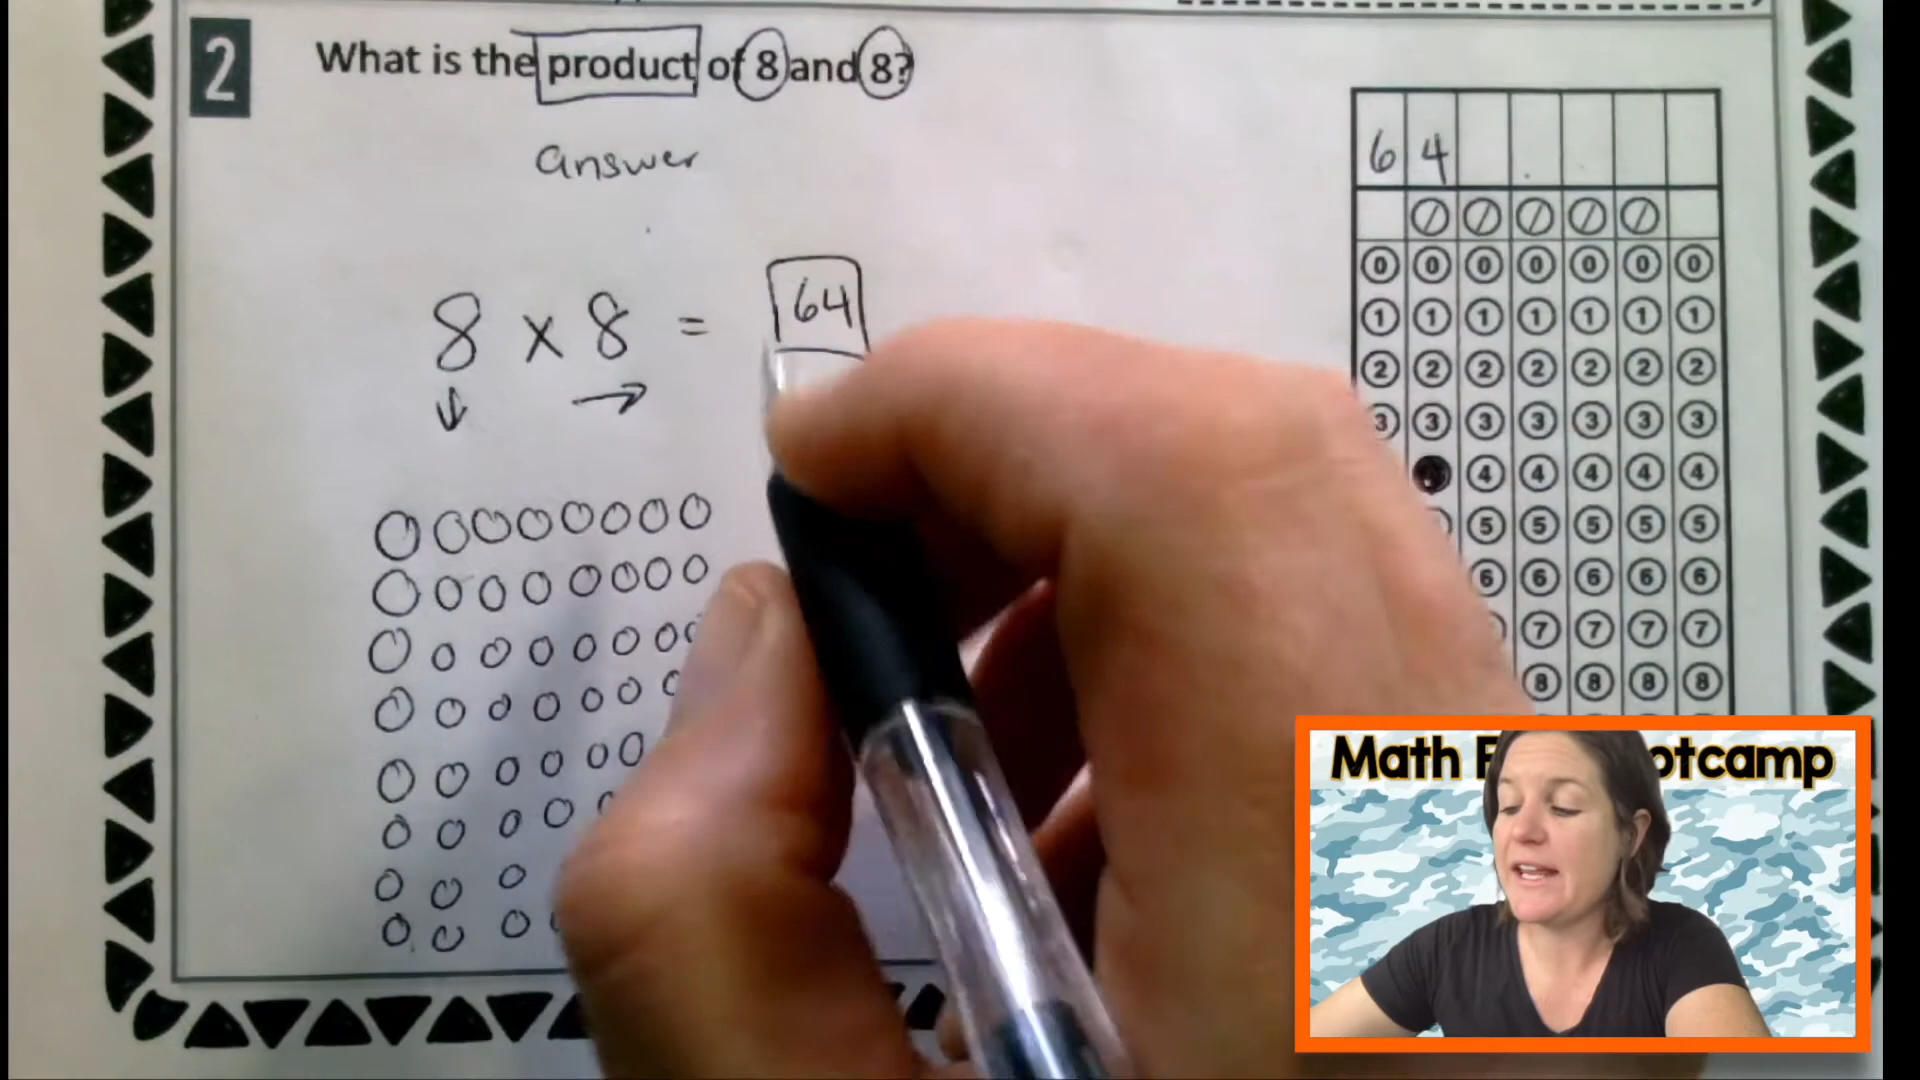 2 What is the product of 8 and 8?
answer
8 x 8 = 64
6 4 .
0 0 0 0 0 0 0
1 1 1 1 1 1 1
2 2 2 2 2 2 2
3 3 3 3 3 3 3
4 4 4 4 4
5 5 5 5 5
6 6 6 6 6
7 7 7 7
8 8 8 8
Math